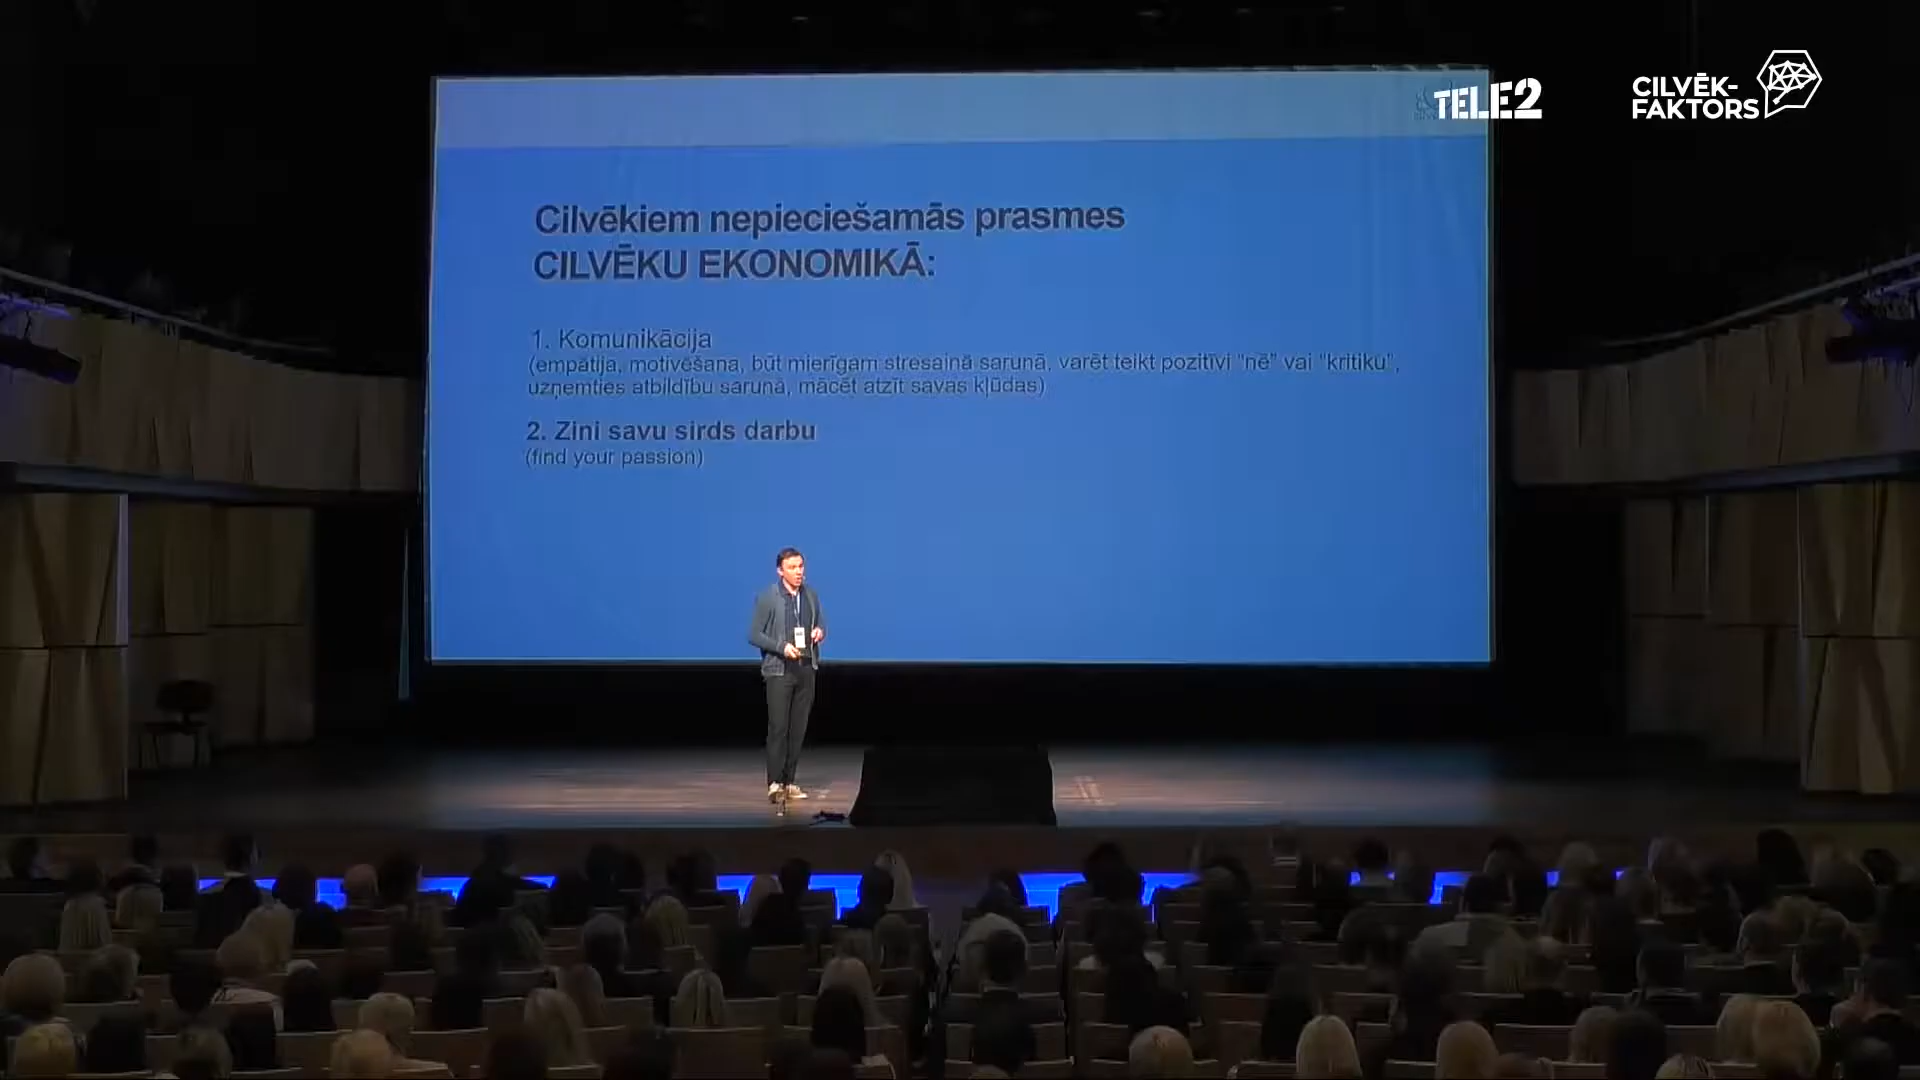 TELE2
CILVĒK-
FAKTORS
Cilvēkiem nepieciešamās prasmes
CILVĒKU EKONOMIKĀ:
1. Komunikācija
(empātija, motivēšana, būt mierīgam stresainā sarunā, varēt teikt pozitīvi "nē" vai "kritiku",
uzņemties atbildību sarunā, mācēt atzīt savas kļūdas)
2. Zini savu sirds darbu
(find your passion)